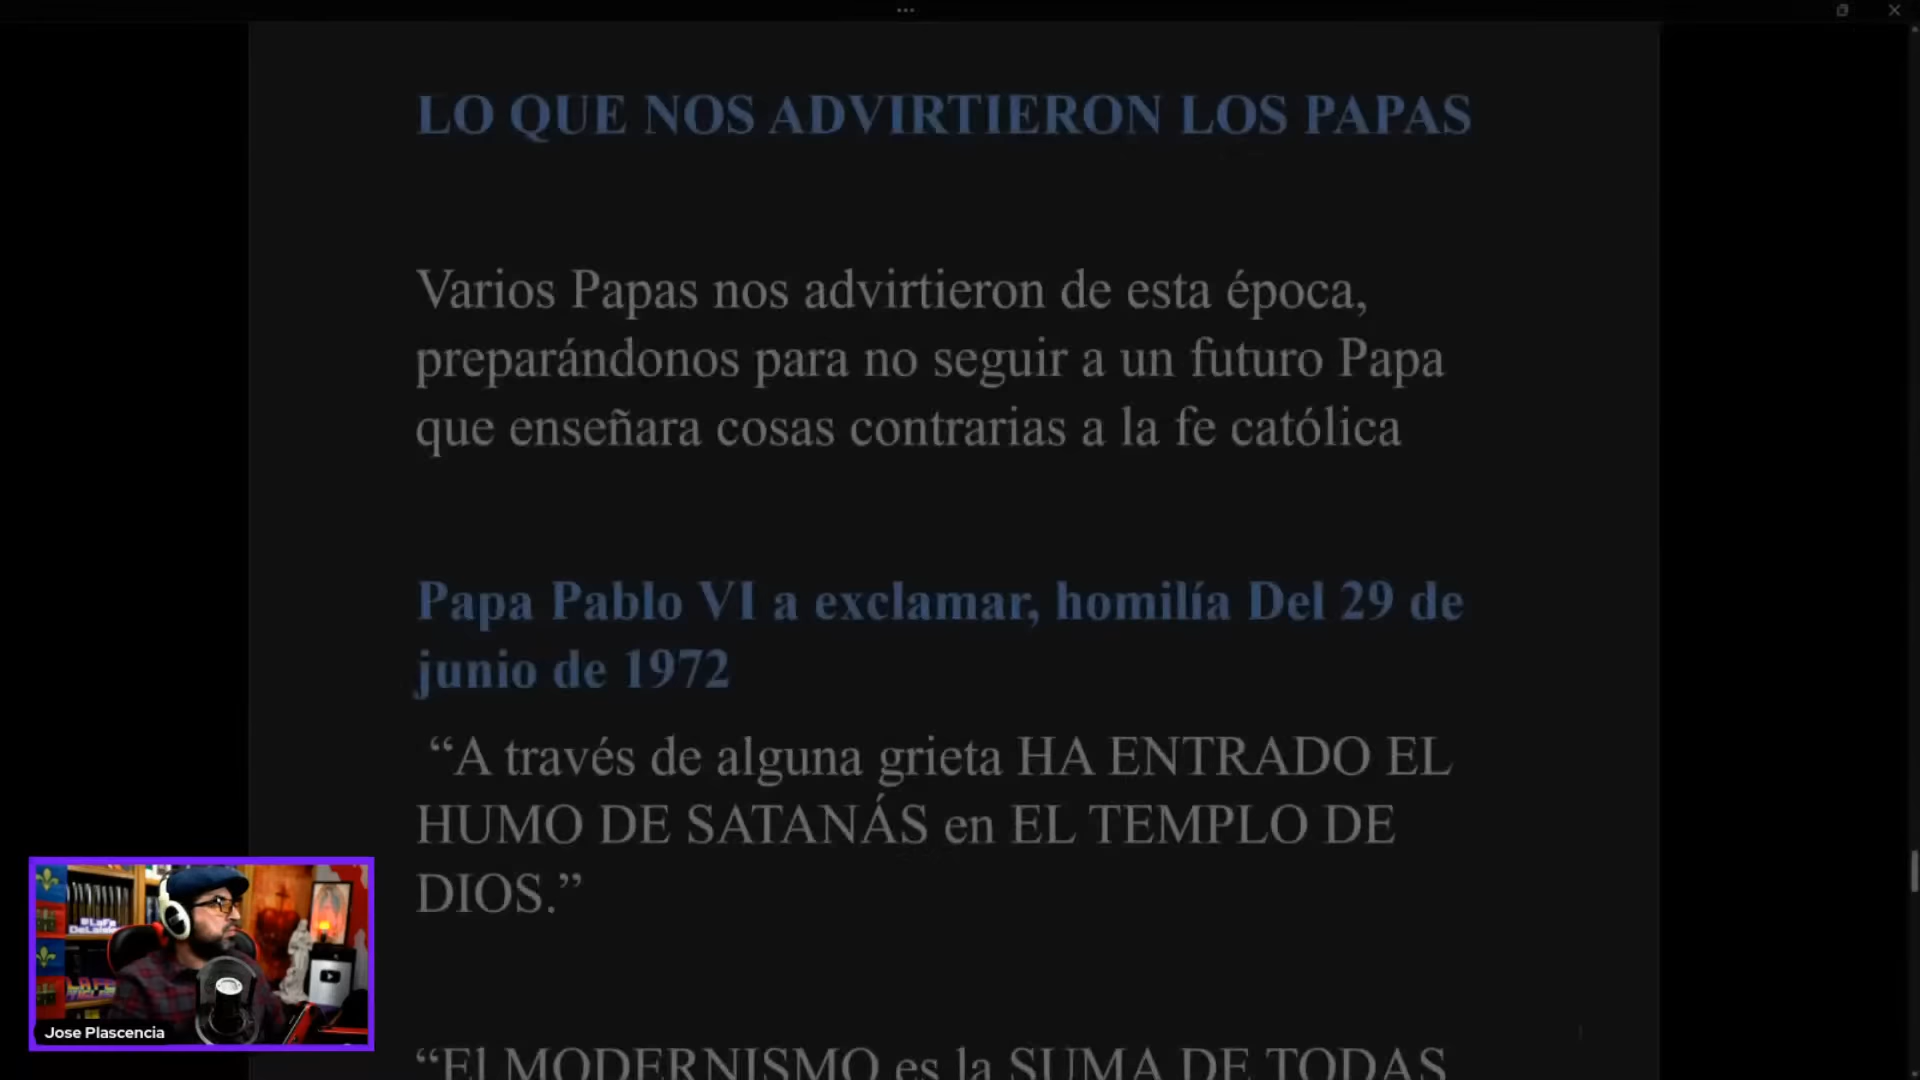 LO QUE NOS ADVIRTIERON LOS PAPAS
Varios Papas nos advirtieron de esta época,
preparándonos para no seguir a un futuro Papa
que enseñara cosas contrarias a la fe católica
Papa Pablo VI a exclamar, homilía Del 29 de
junio de 1972
“A través de alguna grieta HA ENTRADO EL
HUMO DE SATANÁS en EL TEMPLO DE
DIOS.”
“El MODERNISMO es la SUMA DE TODAS
Jose Plascencia